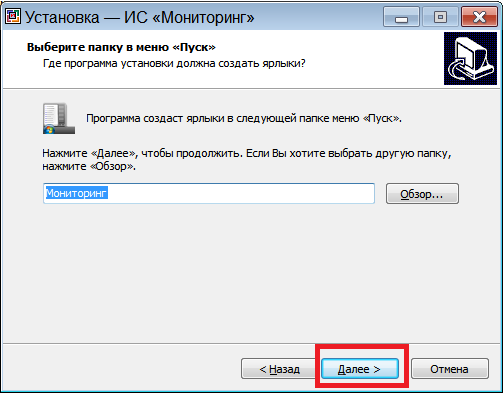 Установка — ИС «Мониторинг»
Выберите папку в меню «Пуск»
Где программа установки должна создать ярлыки?
Программа создаст ярлыки в следующей папке меню «Пуск».
Нажмите «Далее», чтобы продолжить. Если Вы хотите выбрать другую папку,
нажмите «Обзор».
Мониторинг
Обзор...
< Назад
Далее >
Отмена